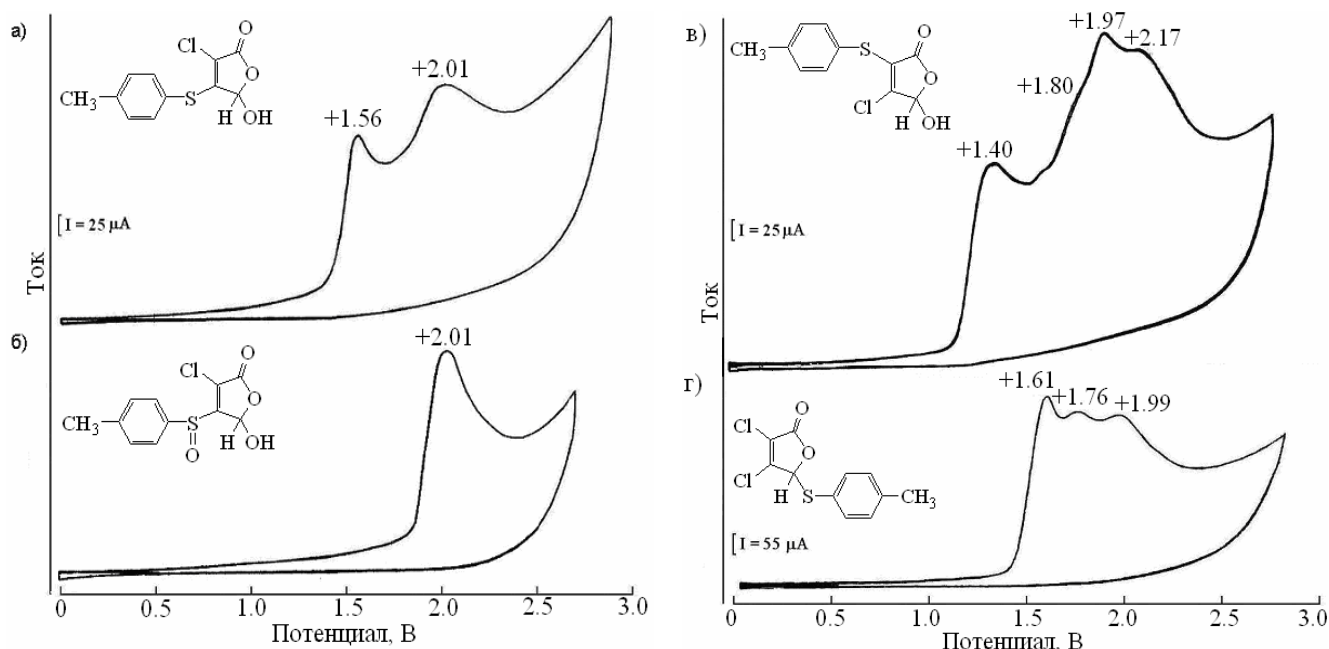 а)
Cl
O
O
CH3
S
H
OH
+1.56
+2.01
I = 25 μA
Ток
б)
Cl
O
O
CH3
S
O
H
OH
+2.01
0
0.5
1.0
1.5
2.0
2.5
3.0
Потенциал, В
в)
CH3
S
O
O
Cl
H
OH
+1.40
+1.80
+1.97
+2.17
I = 25 μA
Ток
г)
Cl
O
O
Cl
H
S
CH3
+1.61
+1.76
+1.99
I = 55 μA
0
0.5
1.0
1.5
2.0
2.5
3.0
Потенциал, В